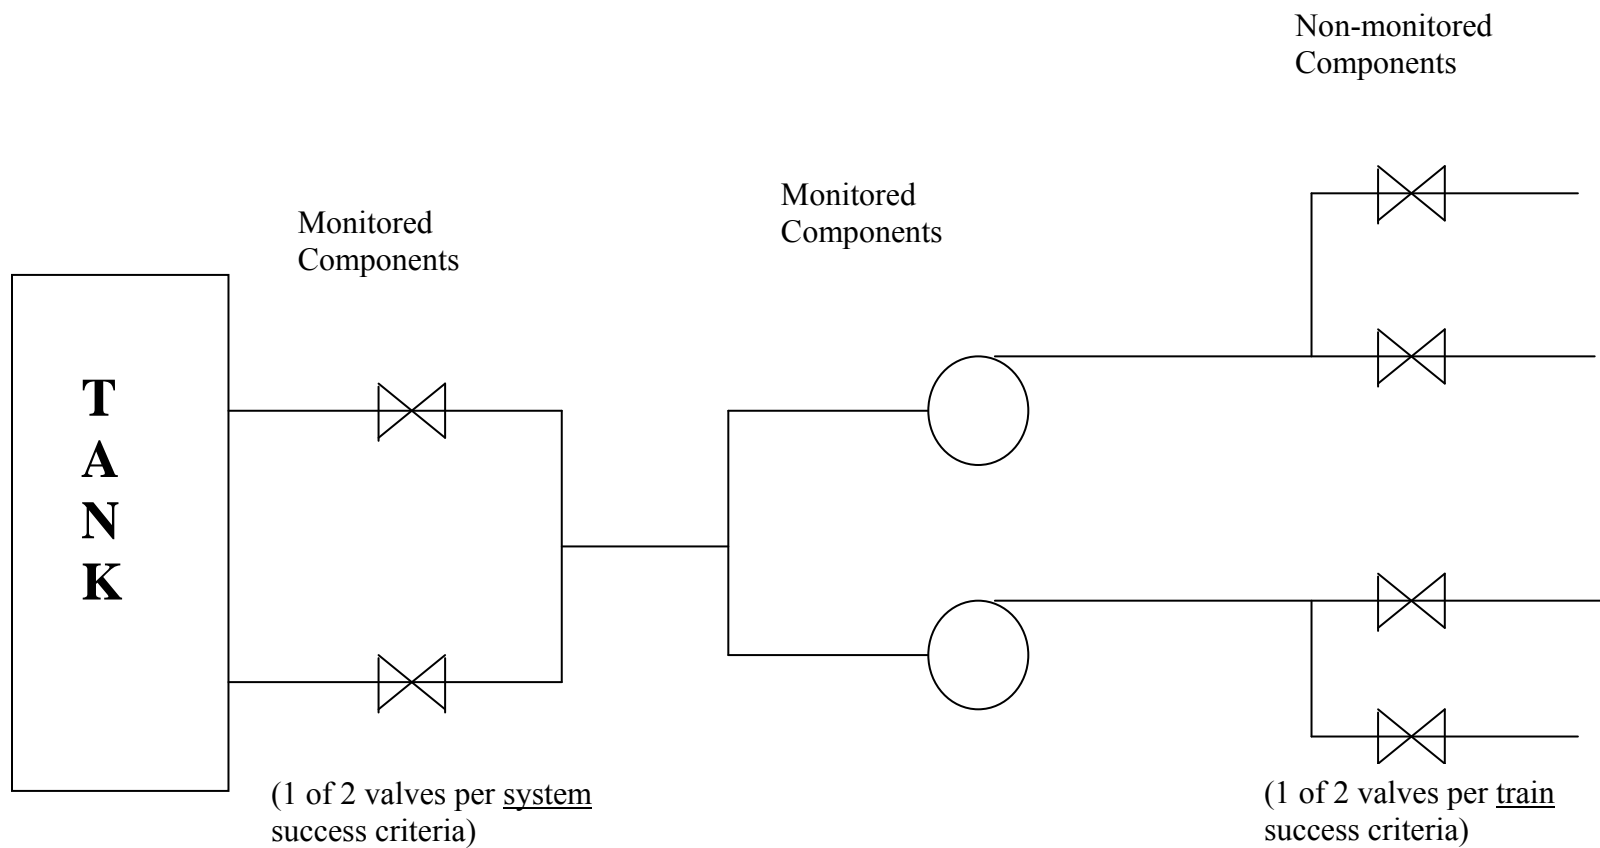 Non-monitored
Components
Monitored
Components
Monitored
Components
T
A
N
K
(1 of 2 valves per system
success criteria)
(1 of 2 valves per train
success criteria)